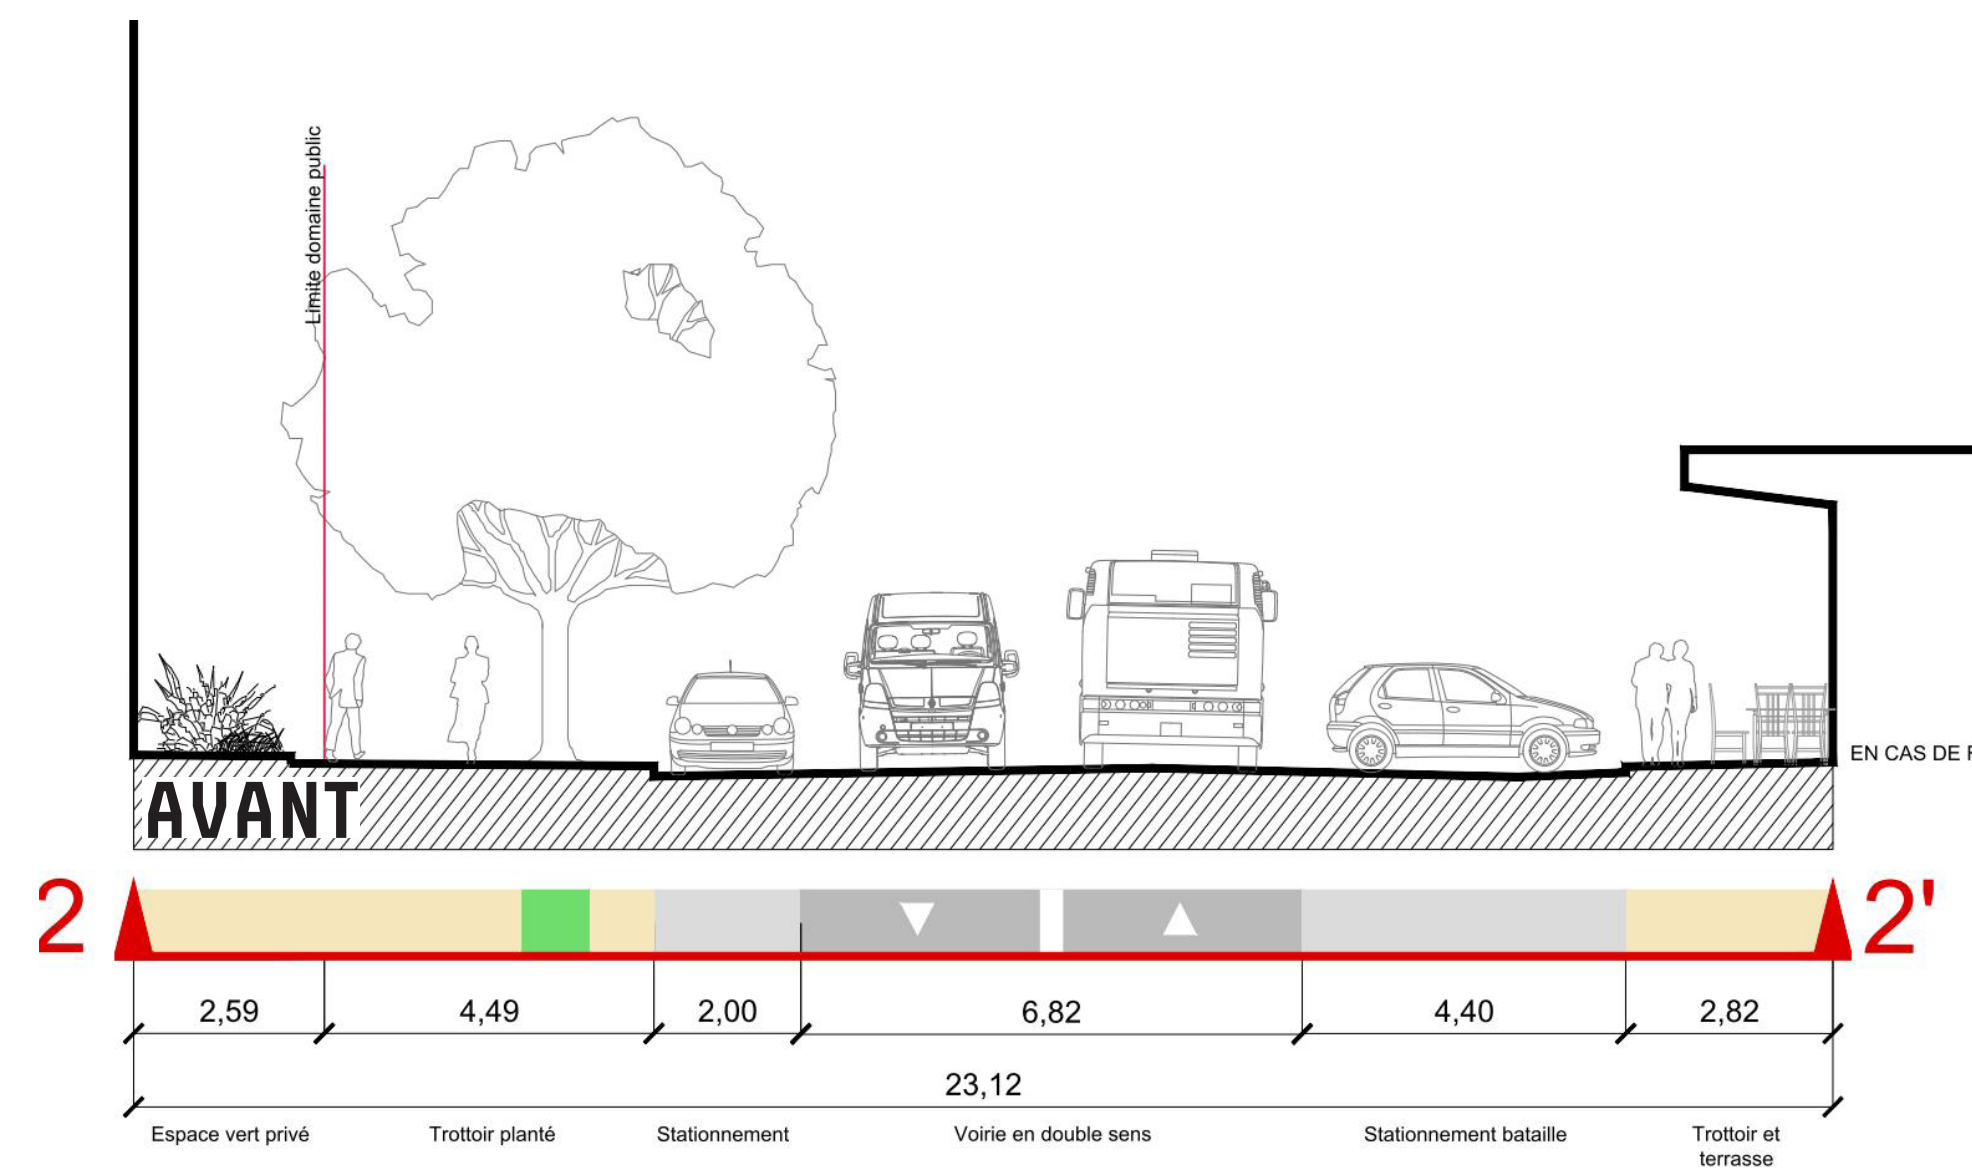 Limite domaine public
EN CAS DE
AVANT
2
2'
2,59
4,49
2,00
6,82
4,40
2,82
23,12
Espace vert privé
Trottoir planté
Stationnement
Voirie en double sens
Stationnement bataille
Trottoir et
terrasse